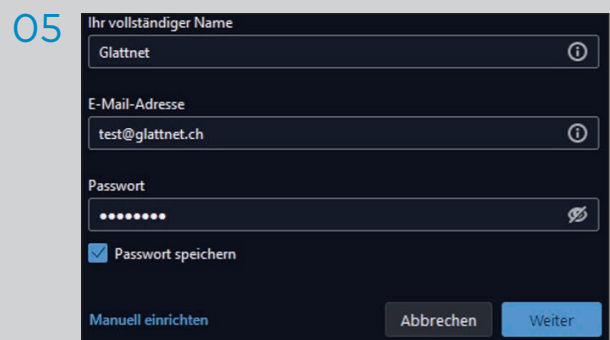 05
Ihr vollständiger Name
Glattnet
E-Mail-Adresse
test@glattnet.ch
Passwort
••••••••
Passwort speichern
Manuell einrichten Abbrechen Weiter